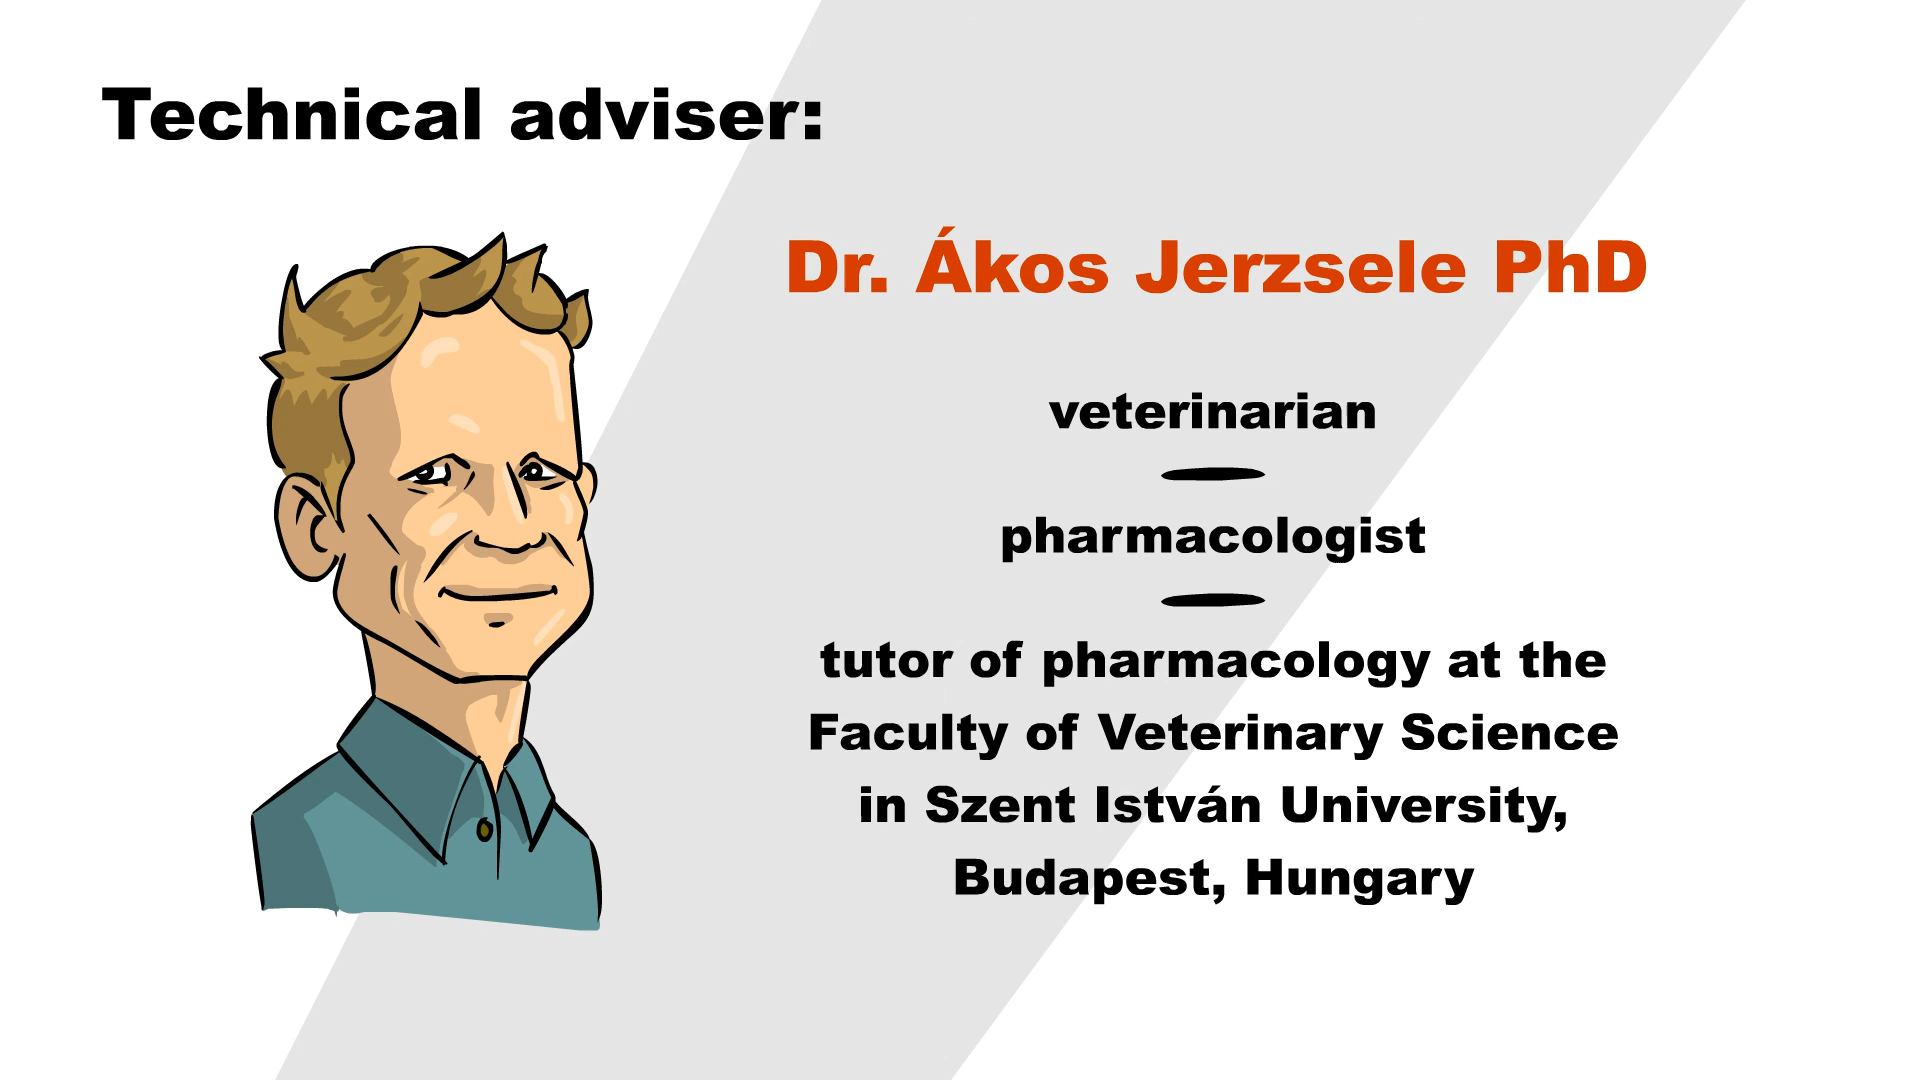 Technical adviser:
Dr. Ákos Jerzsele PhD
veterinarian
pharmacologist
tutor of pharmacology at the
Faculty of Veterinary Science
in Szent István University,
Budapest, Hungary